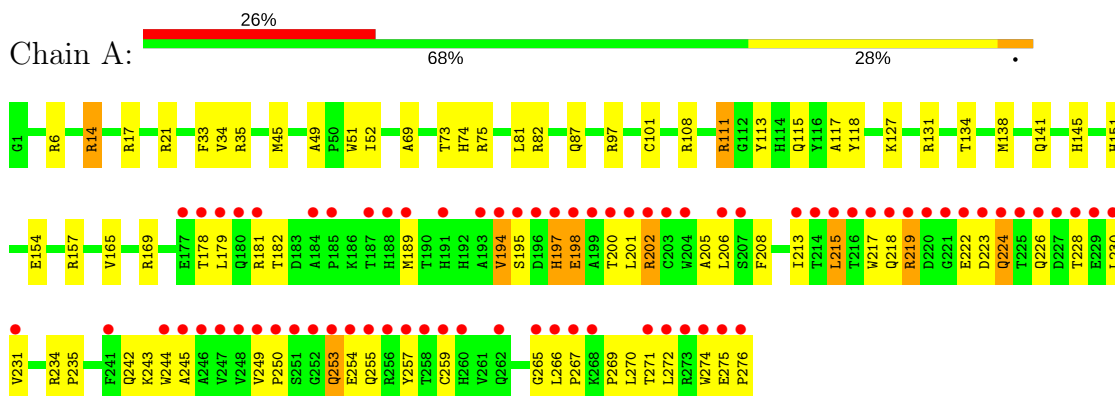 26%
Chain A:
68% 28% •
G1 R6 R14 R17 R21 F33 V34 R35 M45 A49 P50 W51 I52 A69 T73 H74 R75 L81 R82 Q87 R97 C101 R108 R111 G112 Y113 H114 Q115 Y116 A117 Y118 K127 R131 T134 M138 Q141 H145 H151
E154 R157 V165 R169 E177 T178 L179 Q180 R181 T182 D183 A184 P185 K186 T187 H188 M189 T190 H191 H192 A193 V194 S195 D196 H197 E198 A199 T200 L201 R202 C203 W204 A205 L206 S207 F208 I213 T214 L215 T216 W217 Q218 R219 D220 G221 E222 D223 Q224 T225 Q226 D227 T228 E229 L230
V231 R234 P235 F241 Q242 K243 W244 A245 A246 V247 V248 V249 P250 S251 G252 Q253 E254 Q255 R256 Y257 T258 C259 H260 V261 Q262 G265 L266 P267 K268 P269 L270 T271 L272 R273 W274 E275 P276